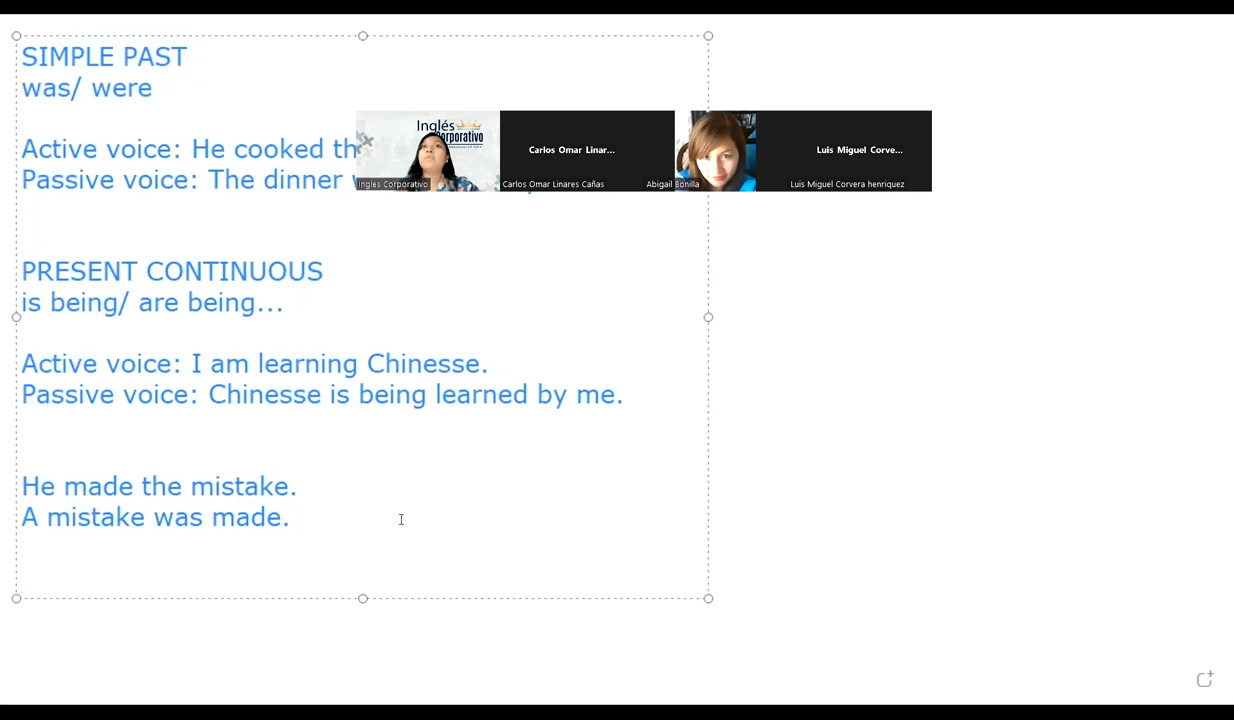 SIMPLE PAST
was/ were
Active voice: He cooked th
Passive voice: The dinner
Inglés
Corporativo
Ingles Corporativo
Carlos Omar Linar...
Carlos Omar Linares Cañas
Abigail Bonilla
Luis Miguel Corve...
Luis Miguel Corvera henriquez
PRESENT CONTINUOUS
is being/ are being...
Active voice: I am learning Chinesse.
Passive voice: Chinesse is being learned by me.
He made the mistake.
A mistake was made.